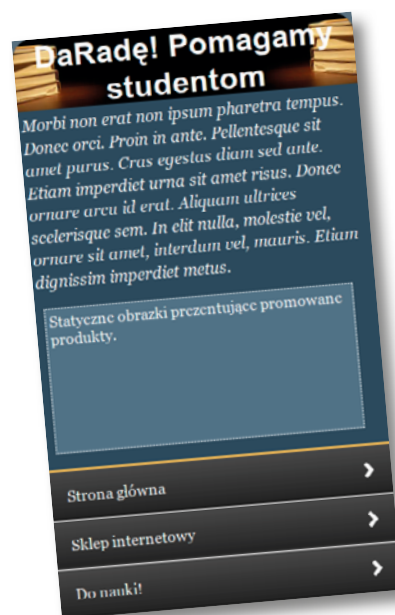 DaRadę! Pomagamy
studentom
Morbi non erat non ipsum pharetra tempus.
Donec orci. Proin in ante. Pellentesque sit
amet purus. Cras egestas diam sed ante.
Etiam imperdiet urna sit amet risus. Donec
ornare arcu id erat. Aliquam ultrices
scelerisque sem. In elit nulla, molestie vel,
ornare sit amet, interdum vel, mauris. Etiam
dignissim imperdiet metus.
Statyczne obrazki prezentujące promowane
produkty.
Strona główna
Sklep internetowy
Do nauki!